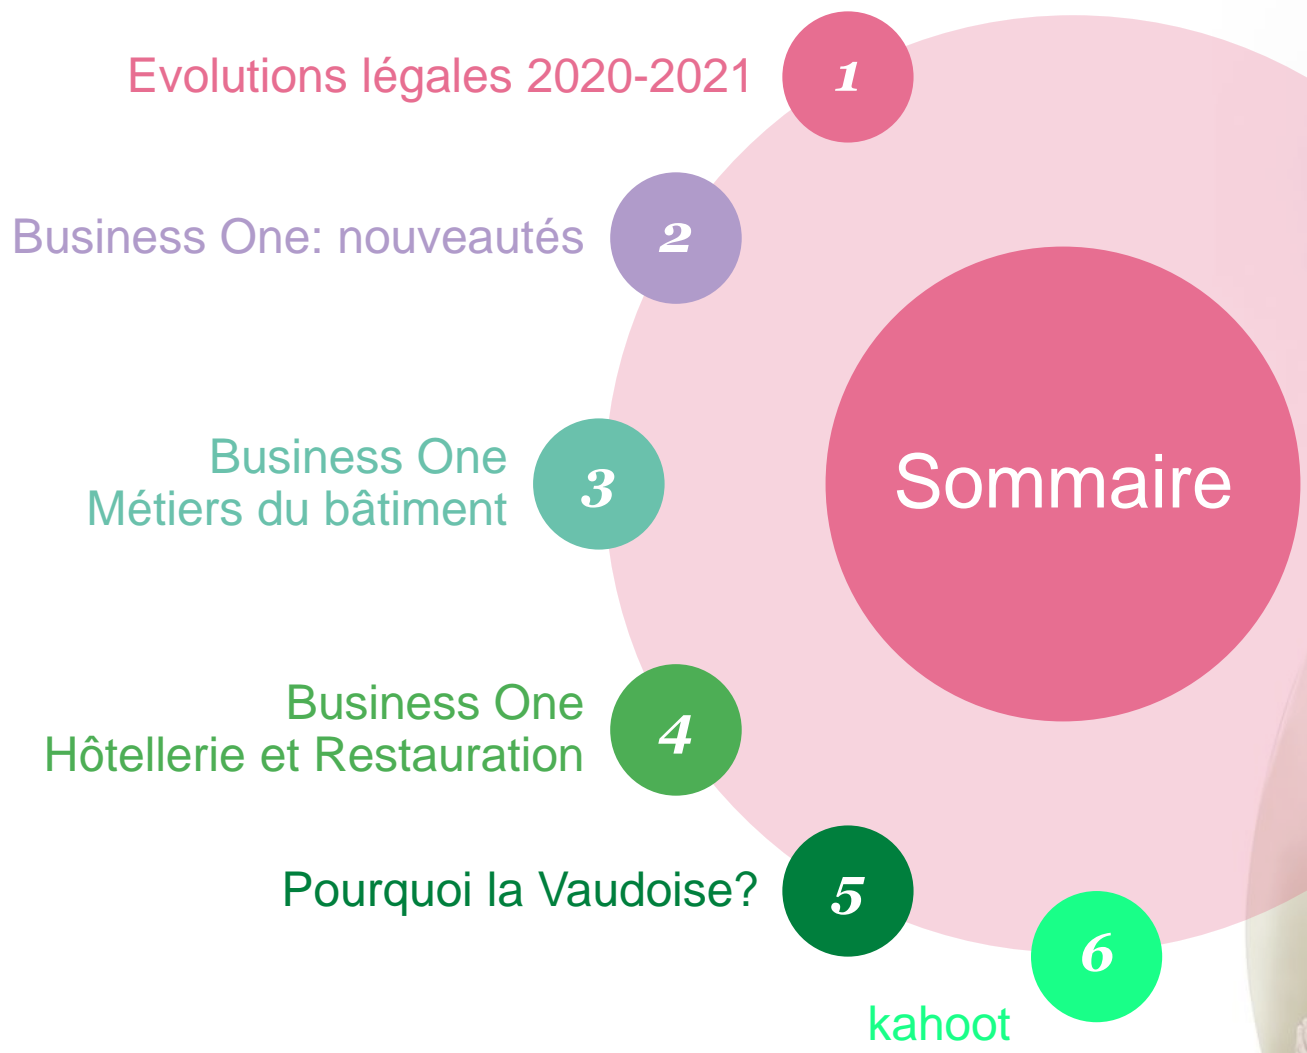 Sommaire
1
Evolutions légales 2020-2021
2
Business One: nouveautés
3
Business One
Métiers du bâtiment
4
Business One
Hôtellerie et Restauration
5
Pourquoi la Vaudoise?
6
kahoot